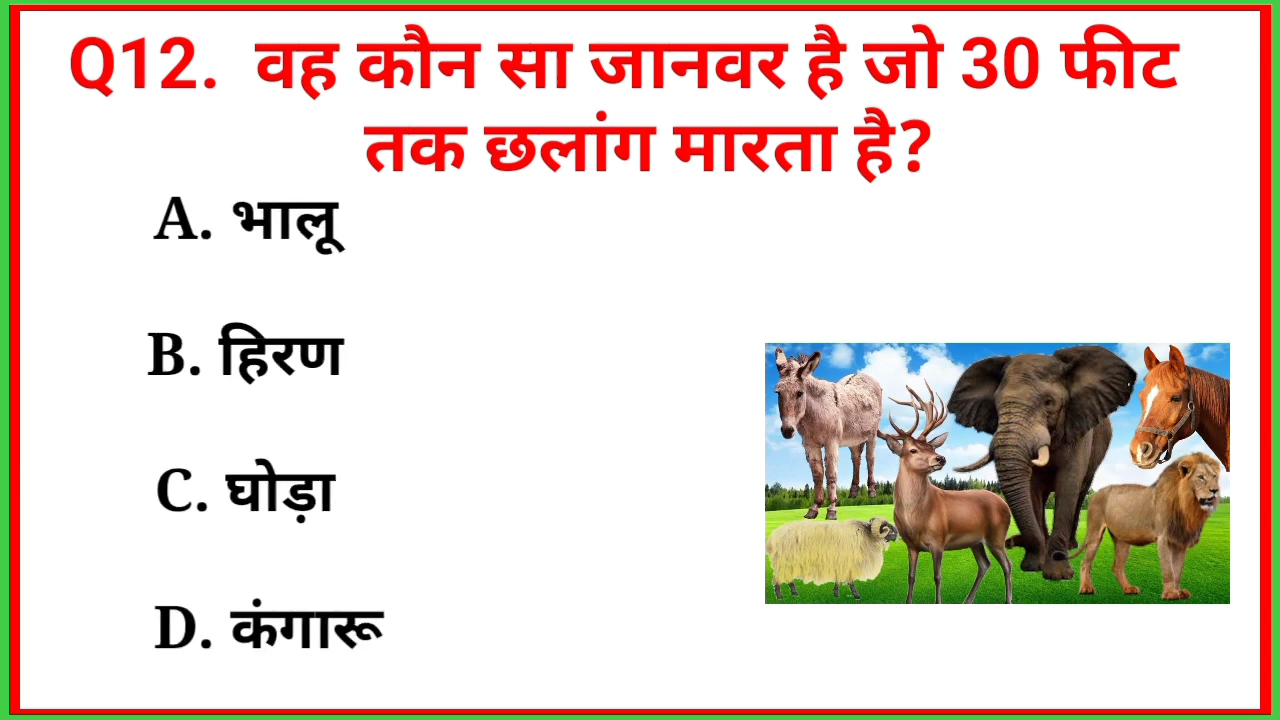 Q12. वह कौन सा जानवर है जो 30 फीट
तक छलांग मारता है?
A. भालू
B. हिरण
C. घोड़ा
D. कंगारू